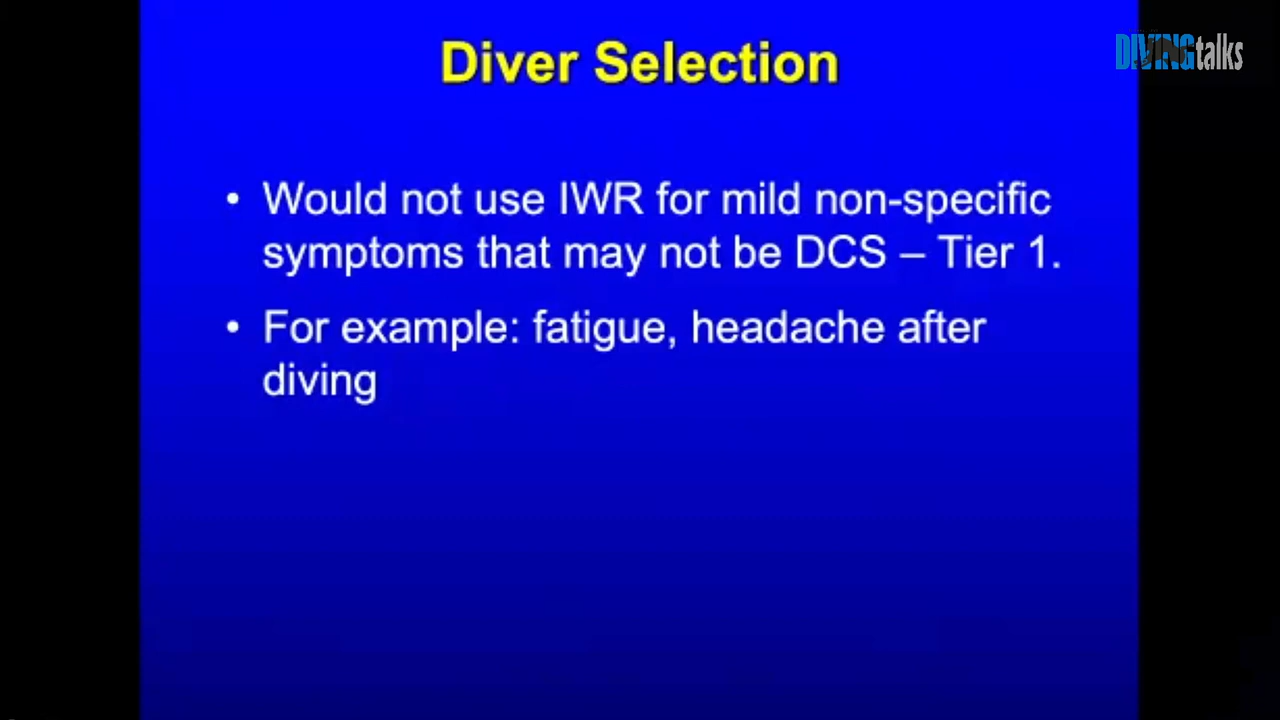 Diver Selection
DIVINGtalks
• Would not use IWR for mild non-specific
symptoms that may not be DCS – Tier 1.
• For example: fatigue, headache after
diving